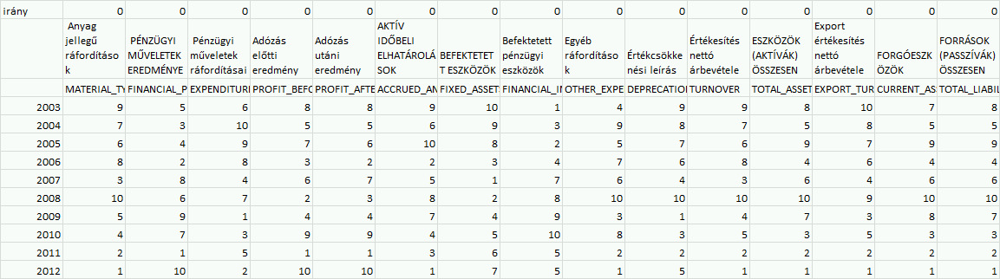 irány 0 0 0 0 0 0 0 0 0 0 0 0 0 0 0
Anyag jellegű ráfordítások PÉNZÜGYI MŰVELETEK EREDMÉNYE Pénzügyi műveletek ráfordításai Adózás előtti eredmény Adózás utáni eredmény AKTÍV IDŐBELI ELHATÁROLÁSOK BEFEKTETETT ESZKÖZÖK Befektetett pénzügyi eszközök Egyéb ráfordítások Értékcsökkenési leírás Értékesítés nettó árbevétele ESZKÖZÖK (AKTÍVÁK) ÖSSZESEN Export értékesítés nettó árbevétele FORGÓESZKÖZÖK FORRÁSOK (PASSZÍVÁK) ÖSSZESEN
MATERIAL_TY FINANCIAL_P EXPENDITURE PROFIT_BEFO PROFIT_AFTE ACCRUED_AN FIXED_ASSET FINANCIAL_IN OTHER_EXPE DEPRECATION TURNOVER TOTAL_ASSET EXPORT_TUR CURRENT_AS TOTAL_LIABIL
2003 9 5 6 8 8 9 10 1 4 9 9 8 10 7 8
2004 7 3 10 5 5 6 9 3 9 8 7 5 8 5 5
2005 6 4 9 7 6 10 8 2 5 7 6 9 7 9 9
2006 8 2 8 3 2 2 3 4 7 6 8 4 6 4 4
2007 3 8 4 6 7 5 1 7 6 4 3 6 4 6 6
2008 10 6 7 2 3 8 2 8 10 10 10 10 9 10 10
2009 5 9 1 4 4 7 4 9 3 1 4 7 3 8 7
2010 4 7 3 9 9 4 5 10 8 3 5 3 5 3 3
2011 2 1 5 1 1 3 6 5 2 2 2 2 2 2 2
2012 1 10 2 10 10 1 7 5 1 5 1 1 1 1 1